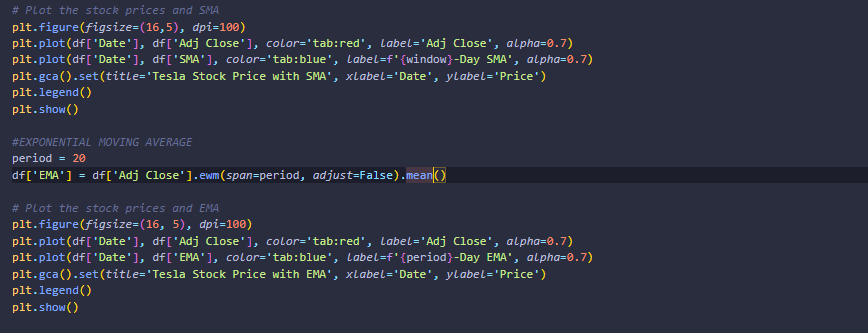 # Plot the stock prices and SMA
plt.figure(figsize=(16,5), dpi=100)
plt.plot(df['Date'], df['Adj Close'], color='tab:red', label='Adj Close', alpha=0.7)
plt.plot(df['Date'], df['SMA'], color='tab:blue', label=f'{window}-Day SMA', alpha=0.7)
plt.gca().set(title='Tesla Stock Price with SMA', xlabel='Date', ylabel='Price')
plt.legend()
plt.show()
#EXPONENTIAL MOVING AVERAGE
period = 20
df['EMA'] = df['Adj Close'].ewm(span=period, adjust=False).mean()
# Plot the stock prices and EMA
plt.figure(figsize=(16, 5), dpi=100)
plt.plot(df['Date'], df['Adj Close'], color='tab:red', label='Adj Close', alpha=0.7)
plt.plot(df['Date'], df['EMA'], color='tab:blue', label=f'{period}-Day EMA', alpha=0.7)
plt.gca().set(title='Tesla Stock Price with EMA', xlabel='Date', ylabel='Price')
plt.legend()
plt.show()